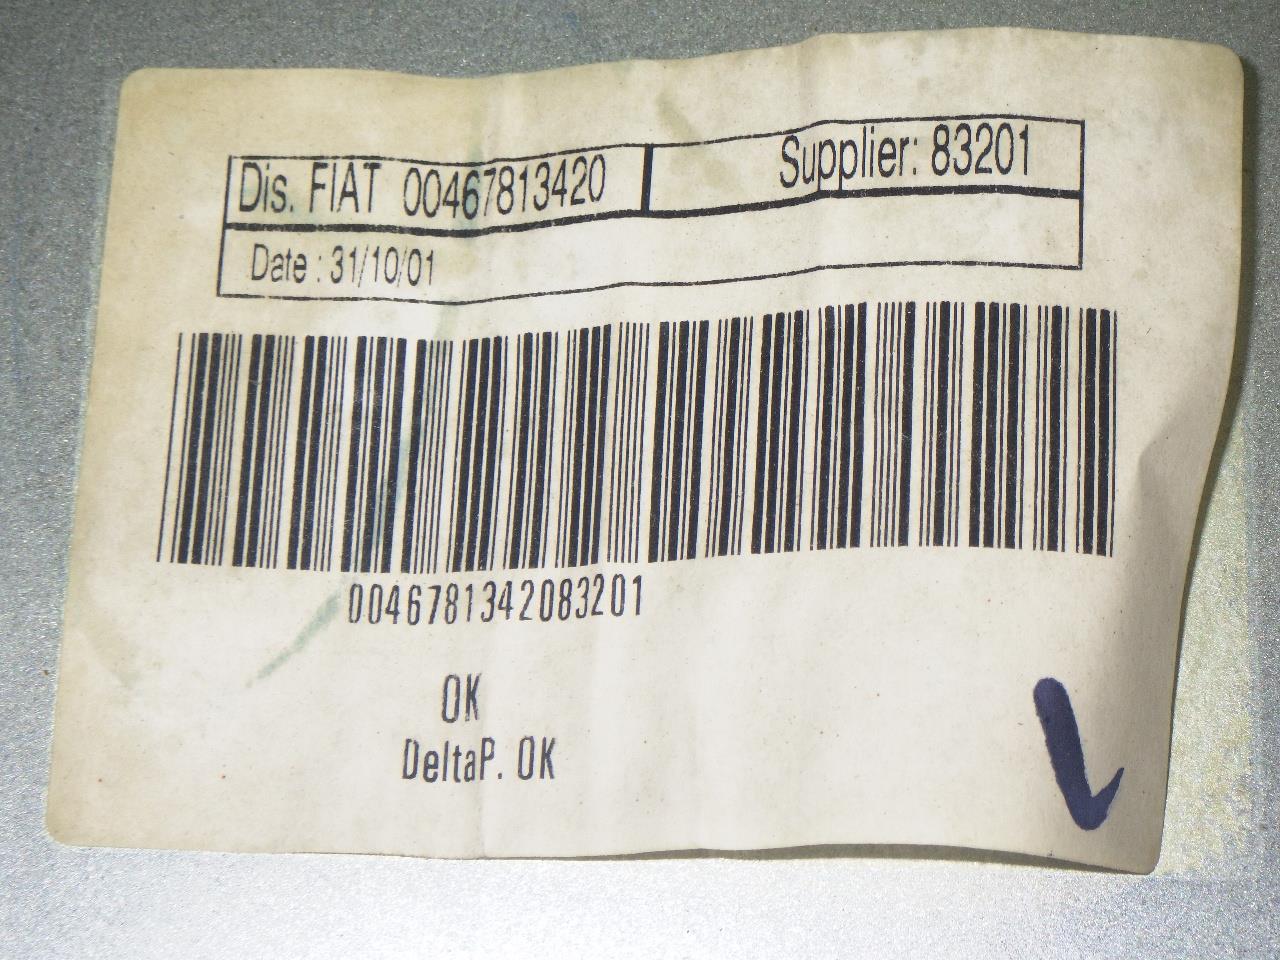 Dis. FIAT 00467813420 Supplier: 83201
Date : 31/10/01
0046781342083201
OK
DeltaP. OK